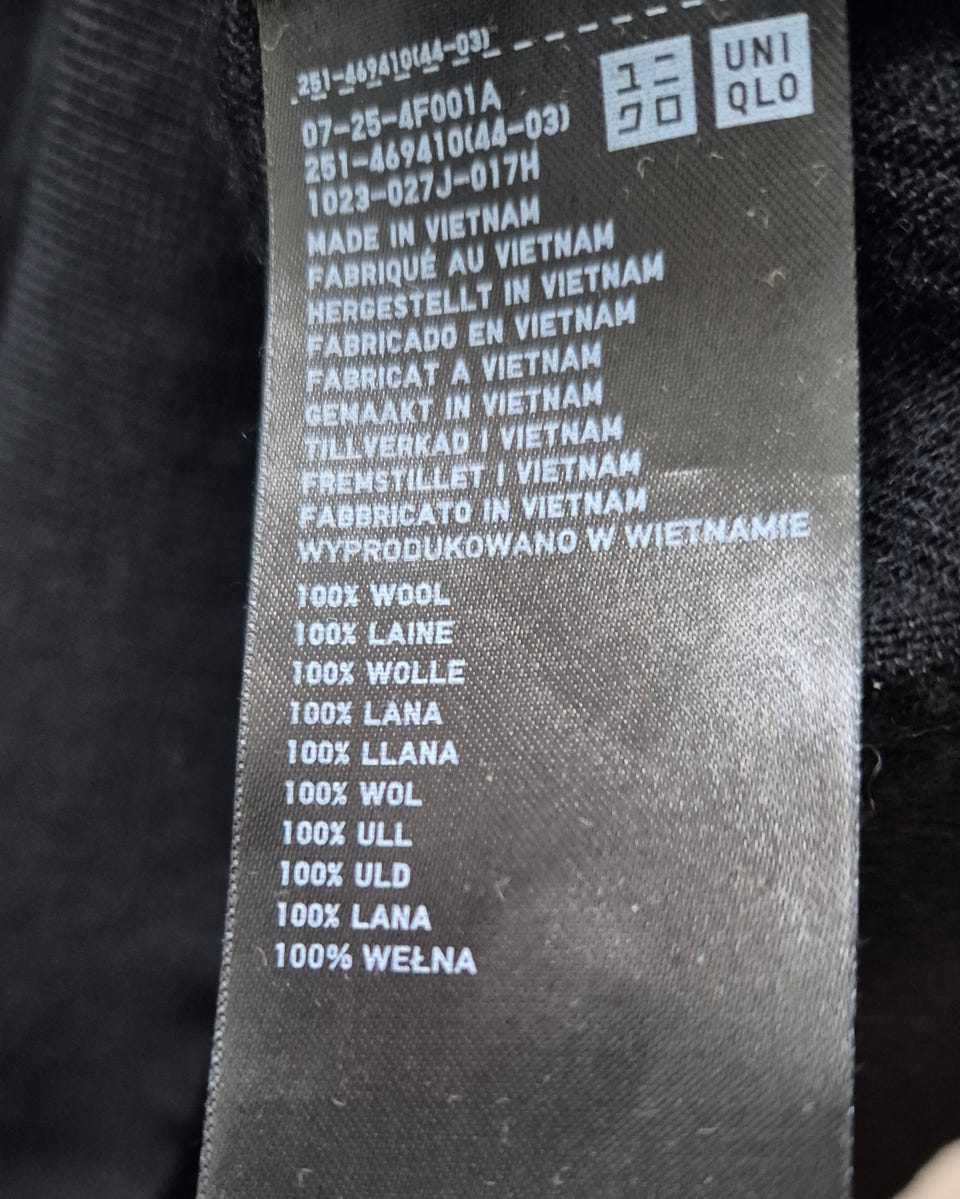 251-469410(44-03)
ユニ
クロ
UNI
QLO
07-25-4F001A
251-469410(44-03)
1023-027J-017H
MADE IN VIETNAM
FABRIQUÉ AU VIETNAM
HERGESTELLT IN VIETNAM
FABRICADO EN VIETNAM
FABRICAT A VIETNAM
GEMAAKT IN VIETNAM
TILLVERKAD I VIETNAM
FREMSTILLET I VIETNAM
FABBRICATO IN VIETNAM
WYPRODUKOWANO W WIETNAMIE
100% WOOL
100% LAINE
100% WOLLE
100% LANA
100% LLANA
100% WOL
100% ULL
100% ULD
100% LANA
100% WEŁNA